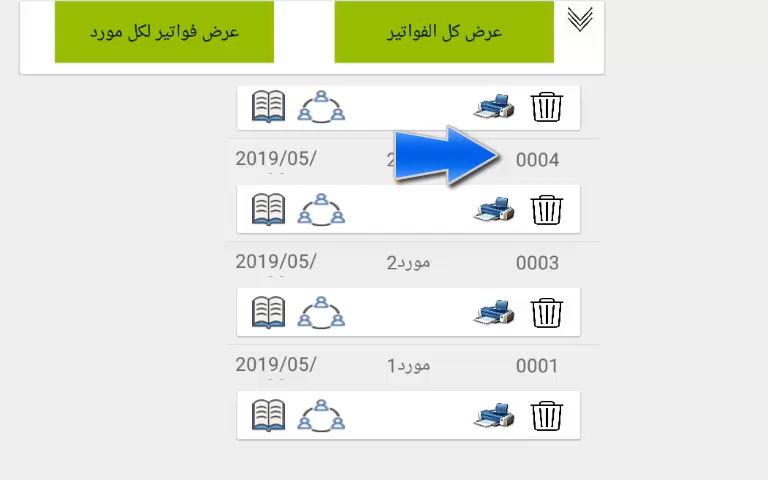 عرض كل الفواتير
عرض فواتير لكل مورد
0004 2019/05/
0003 مورد2 2019/05/
0001 مورد1 2019/05/